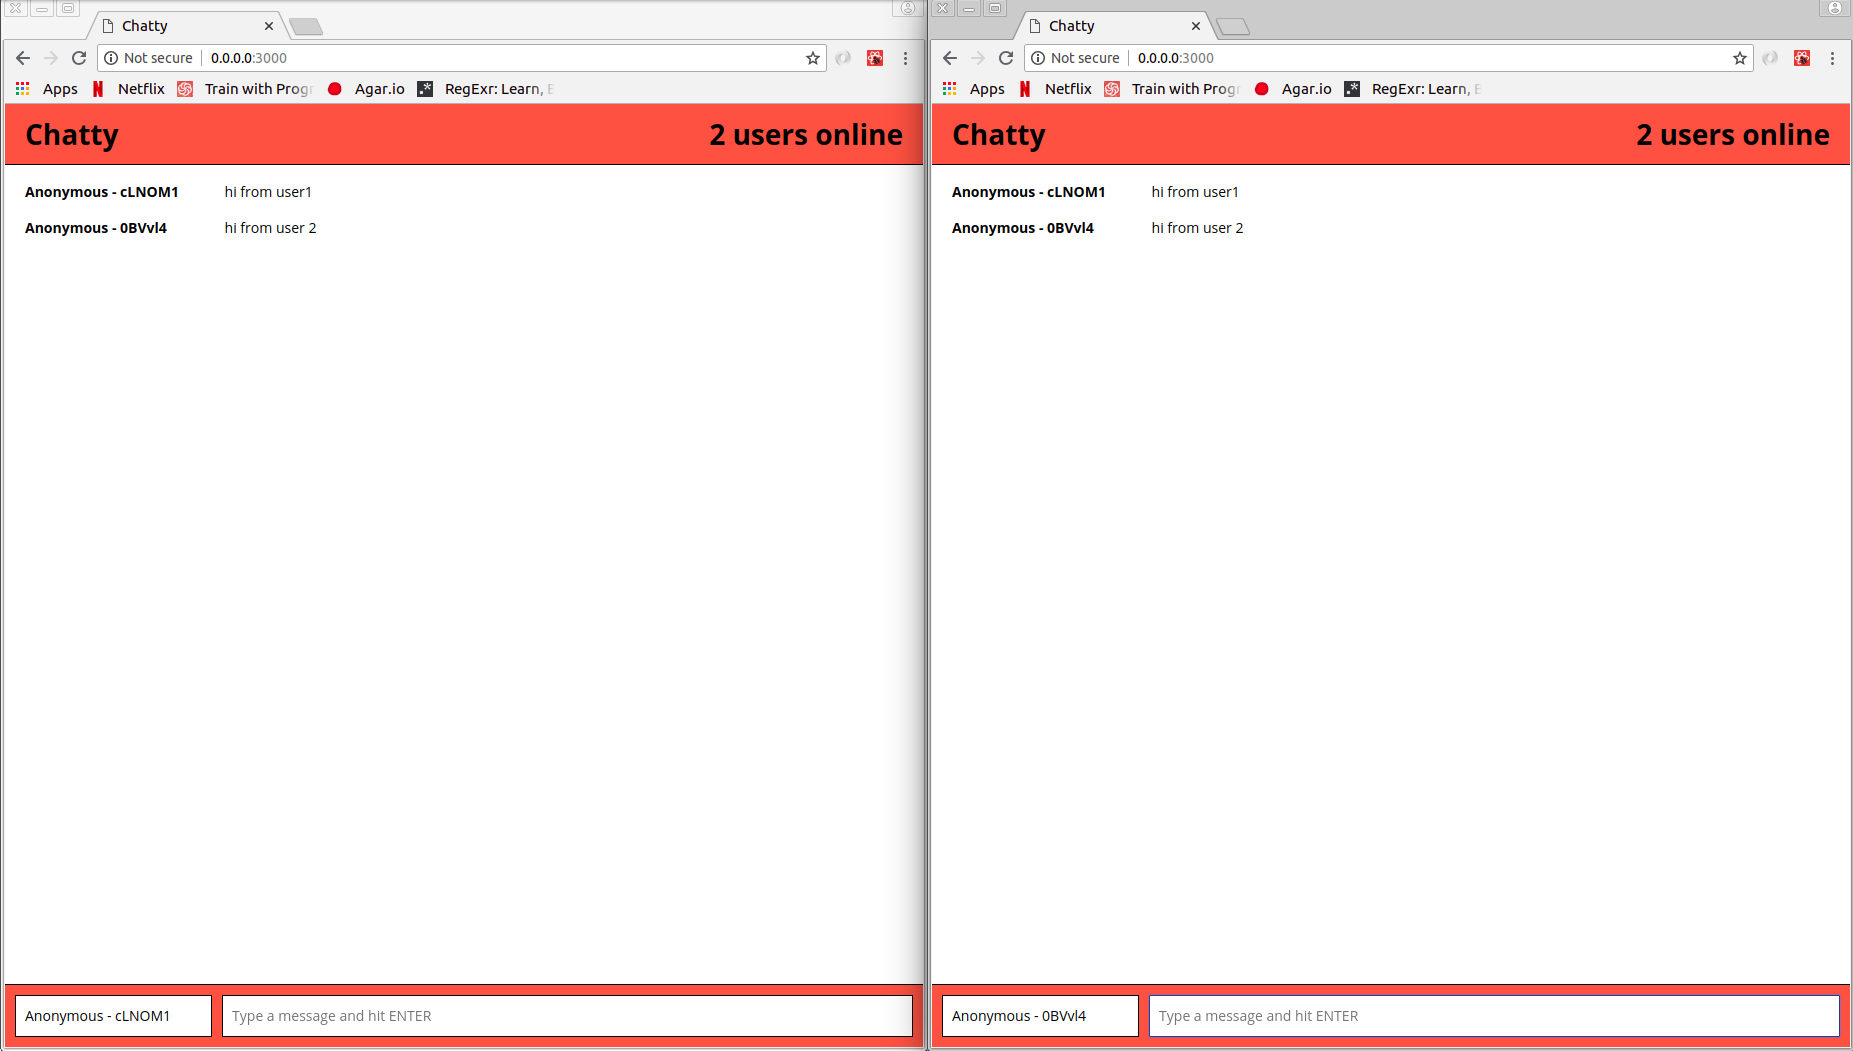 Chatty
Not secure 0.0.0.0:3000
Apps Netflix Train with Progr Agar.io RegExr: Learn, E
Chatty 2 users online
Anonymous - cLNOM1 hi from user1
Anonymous - 0BVvl4 hi from user 2
Anonymous - cLNOM1 Type a message and hit ENTER
Chatty
Not secure 0.0.0.0:3000
Apps Netflix Train with Progr Agar.io RegExr: Learn, E
Chatty 2 users online
Anonymous - cLNOM1 hi from user1
Anonymous - 0BVvl4 hi from user 2
Anonymous - 0BVvl4 Type a message and hit ENTER